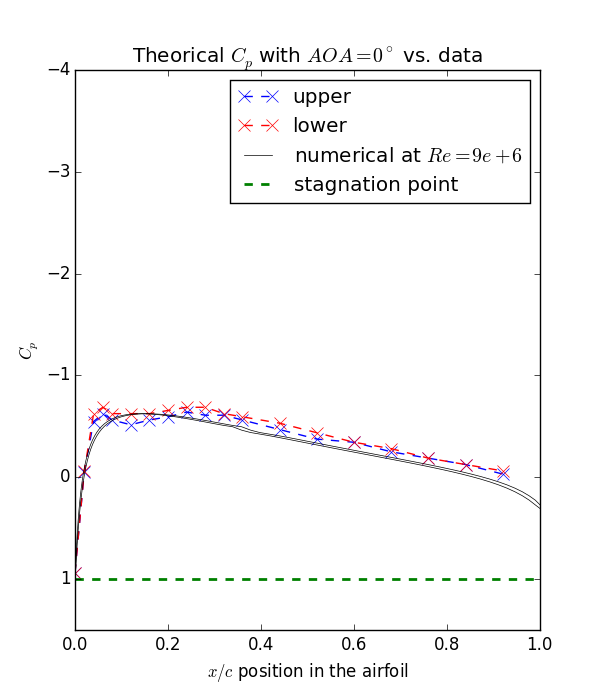 Theorical $C_p$ with $AOA=0^\circ$ vs. data
−4
upper
lower
numerical at $Re=9e+6$
stagnation point
−3
−2
−1
0
1
$C_p$
0.0 0.2 0.4 0.6 0.8 1.0
$x/c$ position in the airfoil